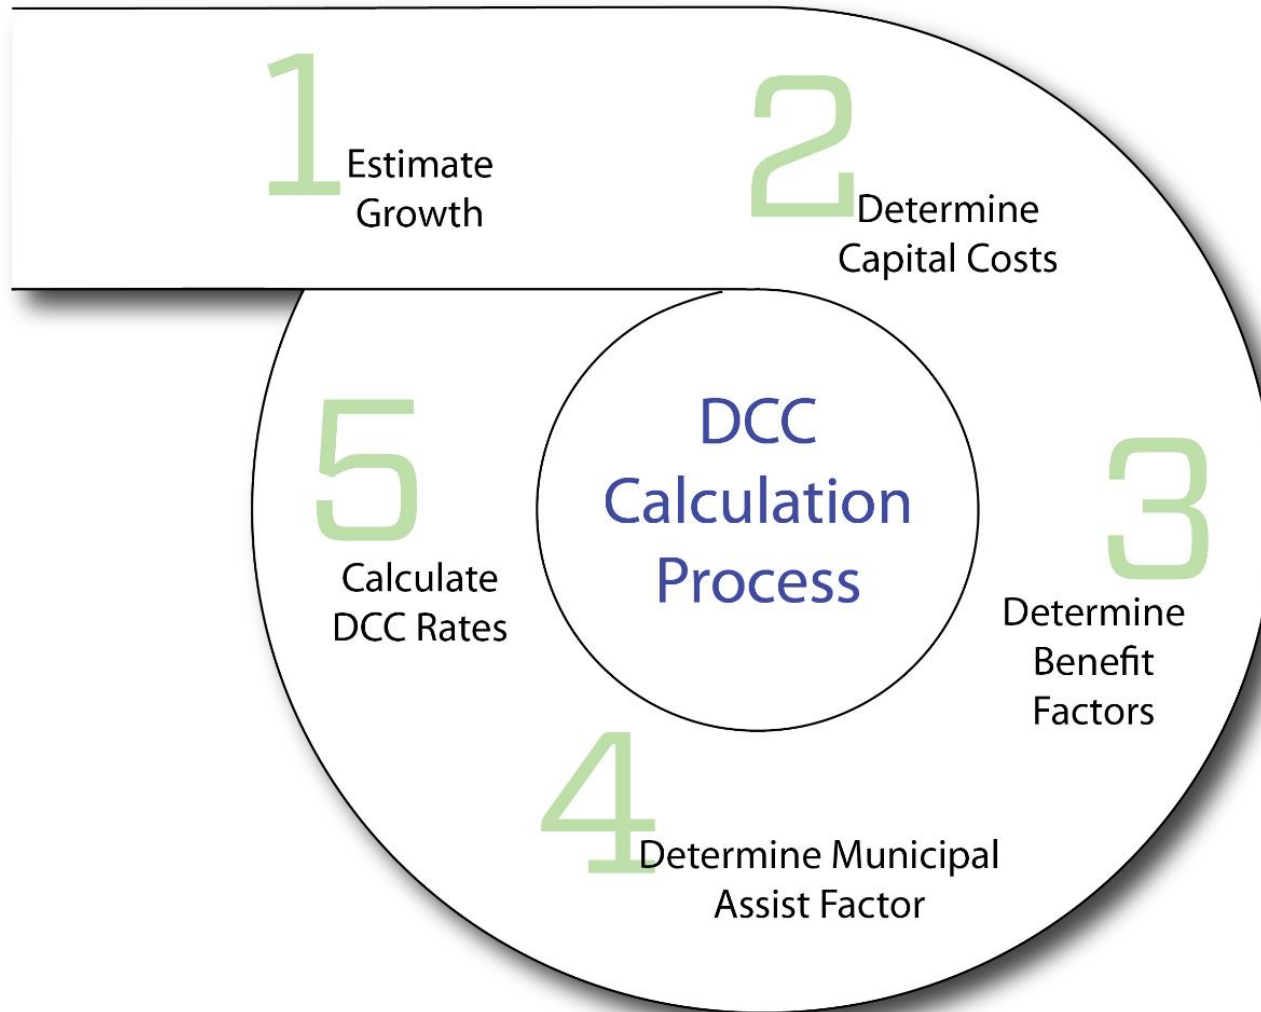 1
Estimate
Growth
2
Determine
Capital Costs
3
Determine
Benefit
Factors
4
Determine Municipal
Assist Factor
5
Calculate
DCC Rates
DCC
Calculation
Process